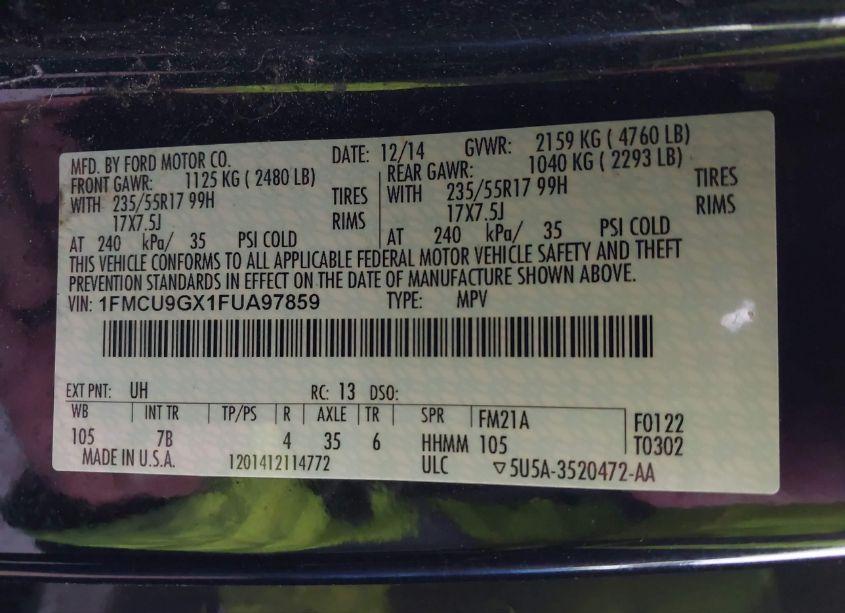 MFD. BY FORD MOTOR CO. DATE: 12/14 GVWR: 2159 KG ( 4760 LB)
FRONT GAWR: 1125 KG ( 2480 LB) REAR GAWR: 1040 KG ( 2293 LB)
WITH 235/55R17 99H TIRES WITH 235/55R17 99H TIRES
17X7.5J RIMS 17X7.5J RIMS
AT 240 kPa/ 35 PSI COLD AT 240 kPa/ 35 PSI COLD
THIS VEHICLE CONFORMS TO ALL APPLICABLE FEDERAL MOTOR VEHICLE SAFETY AND THEFT
PREVENTION STANDARDS IN EFFECT ON THE DATE OF MANUFACTURE SHOWN ABOVE.
VIN: 1FMCU9GX1FUA97859 TYPE: MPV
EXT PNT: UH RC: 13 DSO:
WB INT TR TP/PS R AXLE TR SPR FM21A F0122
105 7B 4 35 6 HHMM 105 T0302
MADE IN U.S.A. 1201412114772 ULC ▽5U5A-3520472-AA